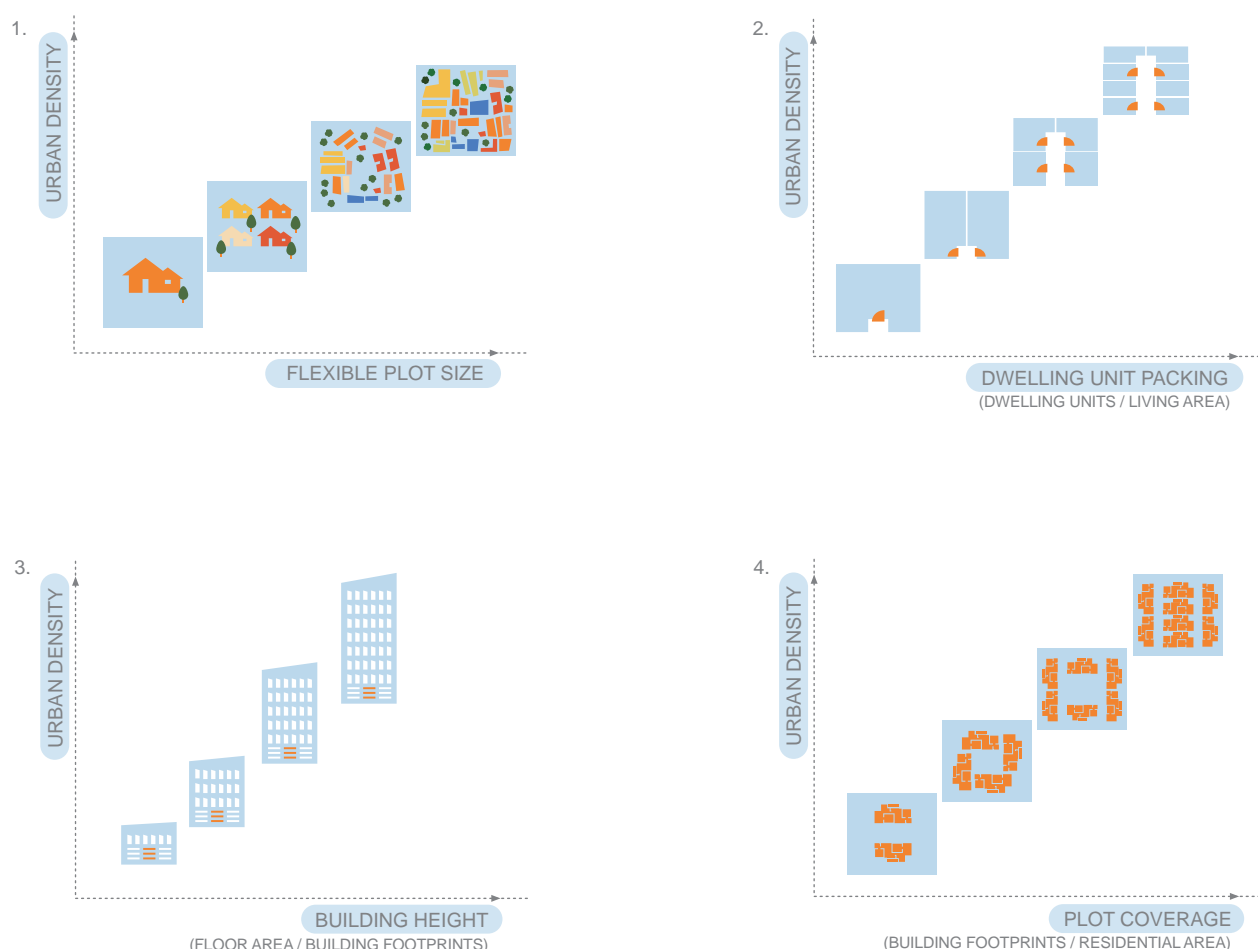 1.
URBAN DENSITY
FLEXIBLE PLOT SIZE
2.
URBAN DENSITY
DWELLING UNIT PACKING
(DWELLING UNITS / LIVING AREA)
3.
URBAN DENSITY
BUILDING HEIGHT
(FLOOR AREA / BUILDING FOOTPRINTS)
4.
URBAN DENSITY
PLOT COVERAGE
(BUILDING FOOTPRINTS / RESIDENTIAL AREA)